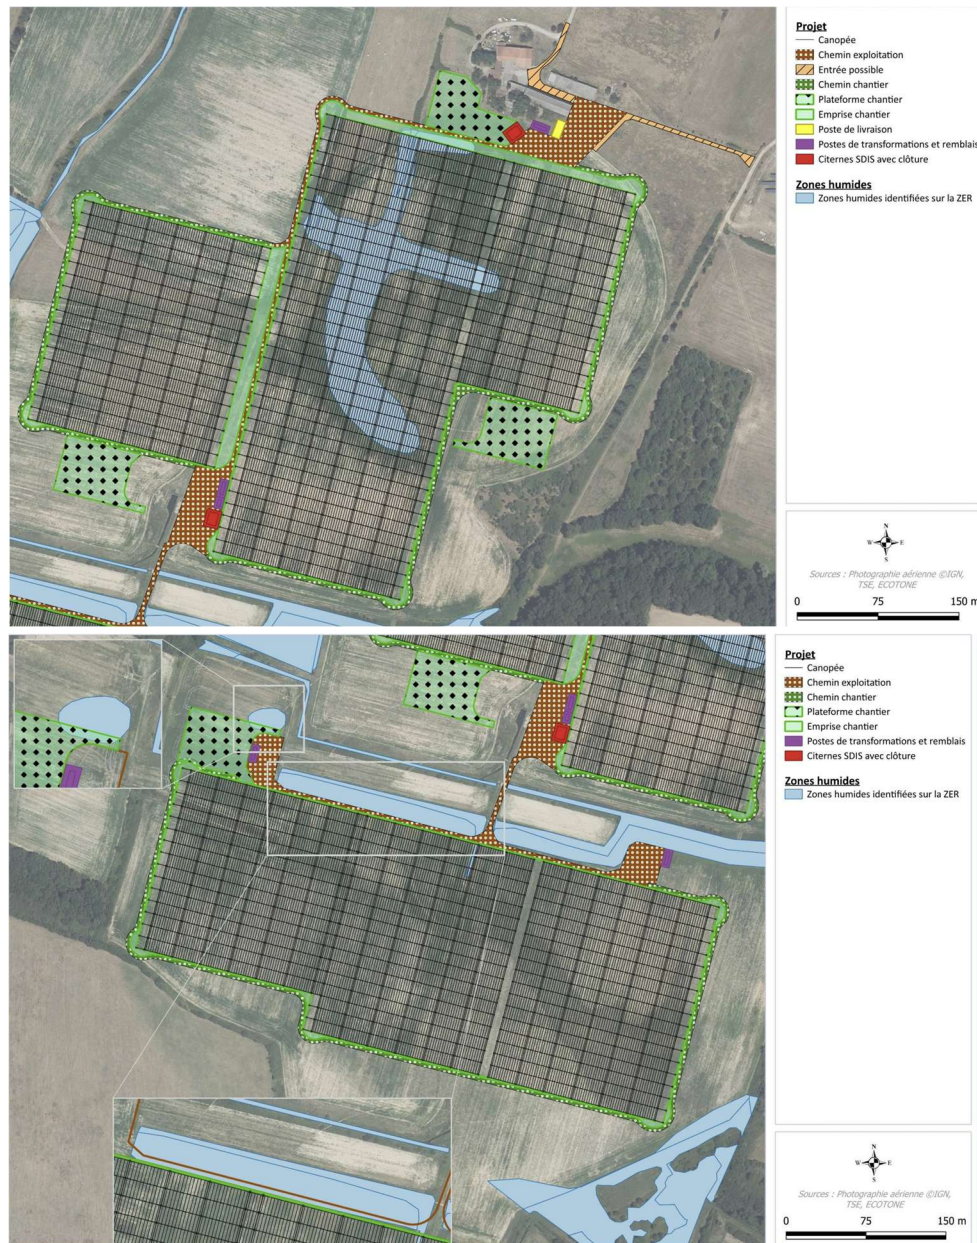 Projet
Canopée
Chemin exploitation
Entrée possible
Chemin chantier
Plateforme chantier
Emprise chantier
Poste de livraison
Postes de transformations et remblais
Citernes SDIS avec clôture
Zones humides
Zones humides identifiées sur la ZER
N
W E
S
Sources : Photographie aérienne ©IGN,
TSE, ECOTONE
0 75 150 m
Projet
Canopée
Chemin exploitation
Chemin chantier
Plateforme chantier
Emprise chantier
Postes de transformations et remblais
Citernes SDIS avec clôture
Zones humides
Zones humides identifiées sur la ZER
N
W E
S
Sources : Photographie aérienne ©IGN,
TSE, ECOTONE
0 75 150 m